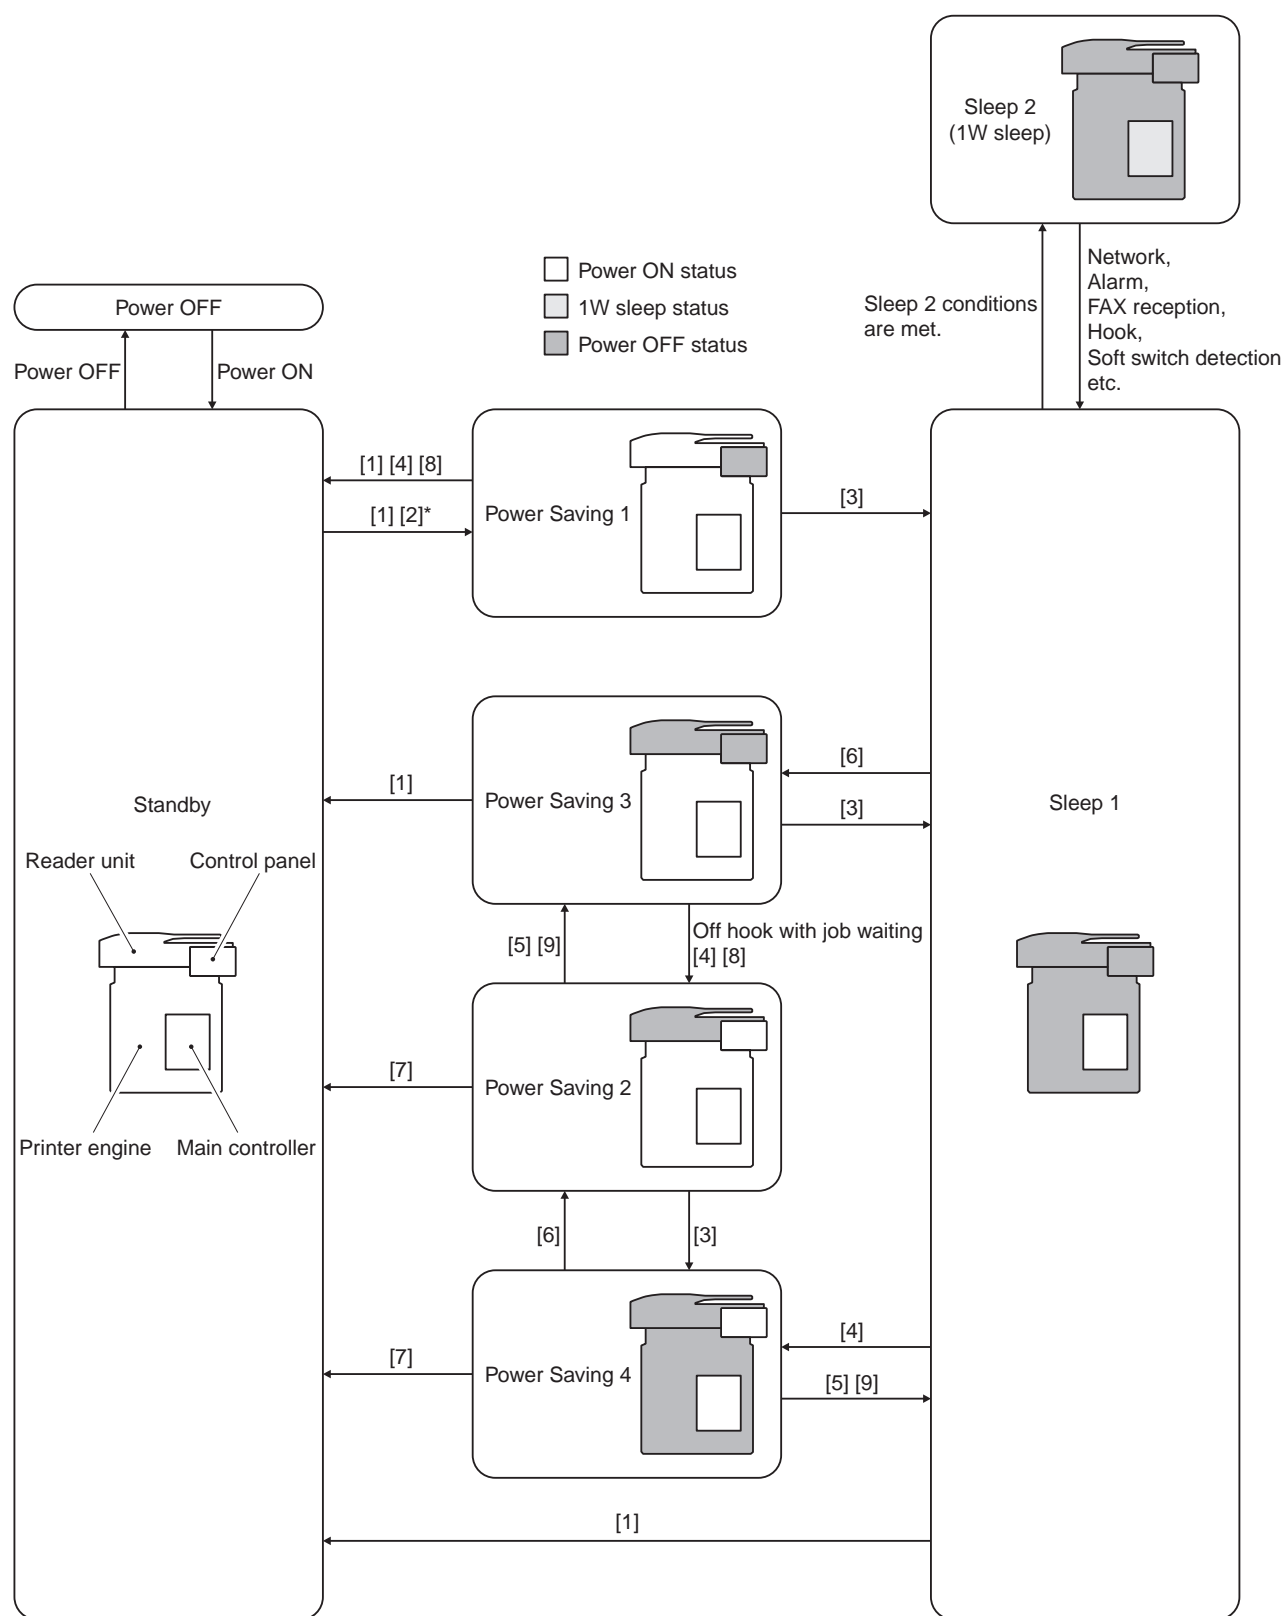 Sleep 2
(1W sleep)
Power ON status
1W sleep status
Power OFF status
Sleep 2 conditions
are met.
Network,
Alarm,
FAX reception,
Hook,
Soft switch detection
etc.
Power OFF
Power OFF
Power ON
[1] [4] [8]
[1] [2]*
Power Saving 1
[3]
[1]
Power Saving 3
[6]
[3]
Standby
Reader unit
Control panel
Printer engine
Main controller
Sleep 1
[5] [9]
Off hook with job waiting
[4] [8]
[7]
Power Saving 2
[6]
[3]
[7]
Power Saving 4
[4]
[5] [9]
[1]